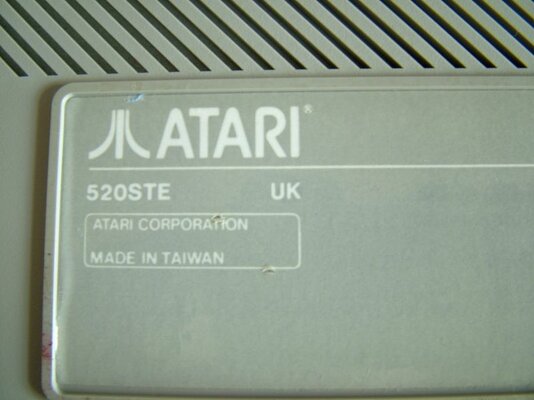 ATARI®
520STE UK
ATARI CORPORATION
MADE IN TAIWAN